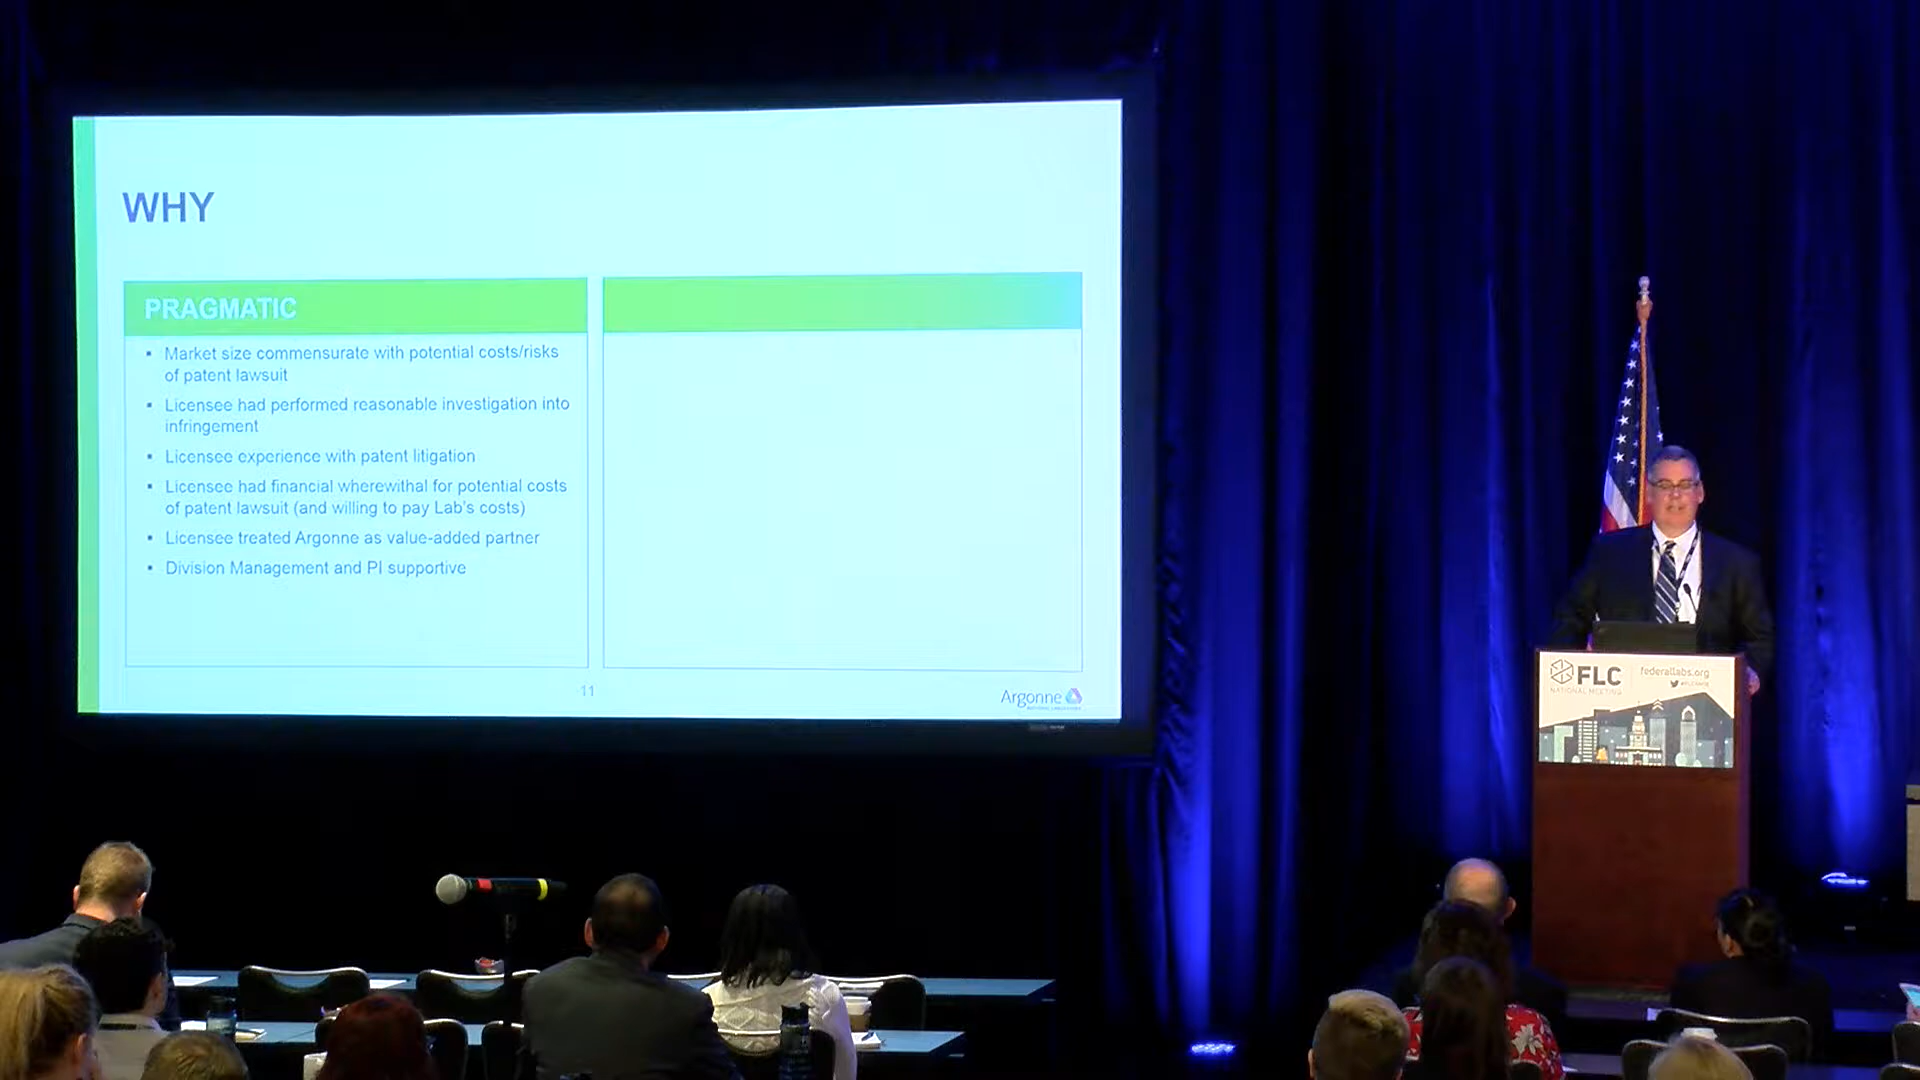 WHY
PRAGMATIC
▪ Market size commensurate with potential costs/risks
of patent lawsuit
▪ Licensee had performed reasonable investigation into
infringement
▪ Licensee experience with patent litigation
▪ Licensee had financial wherewithal for potential costs
of patent lawsuit (and willing to pay Lab's costs)
▪ Licensee treated Argonne as value-added partner
▪ Division Management and PI supportive
11
Argonne
FLC
NATIONAL MEETING
federallabs.org